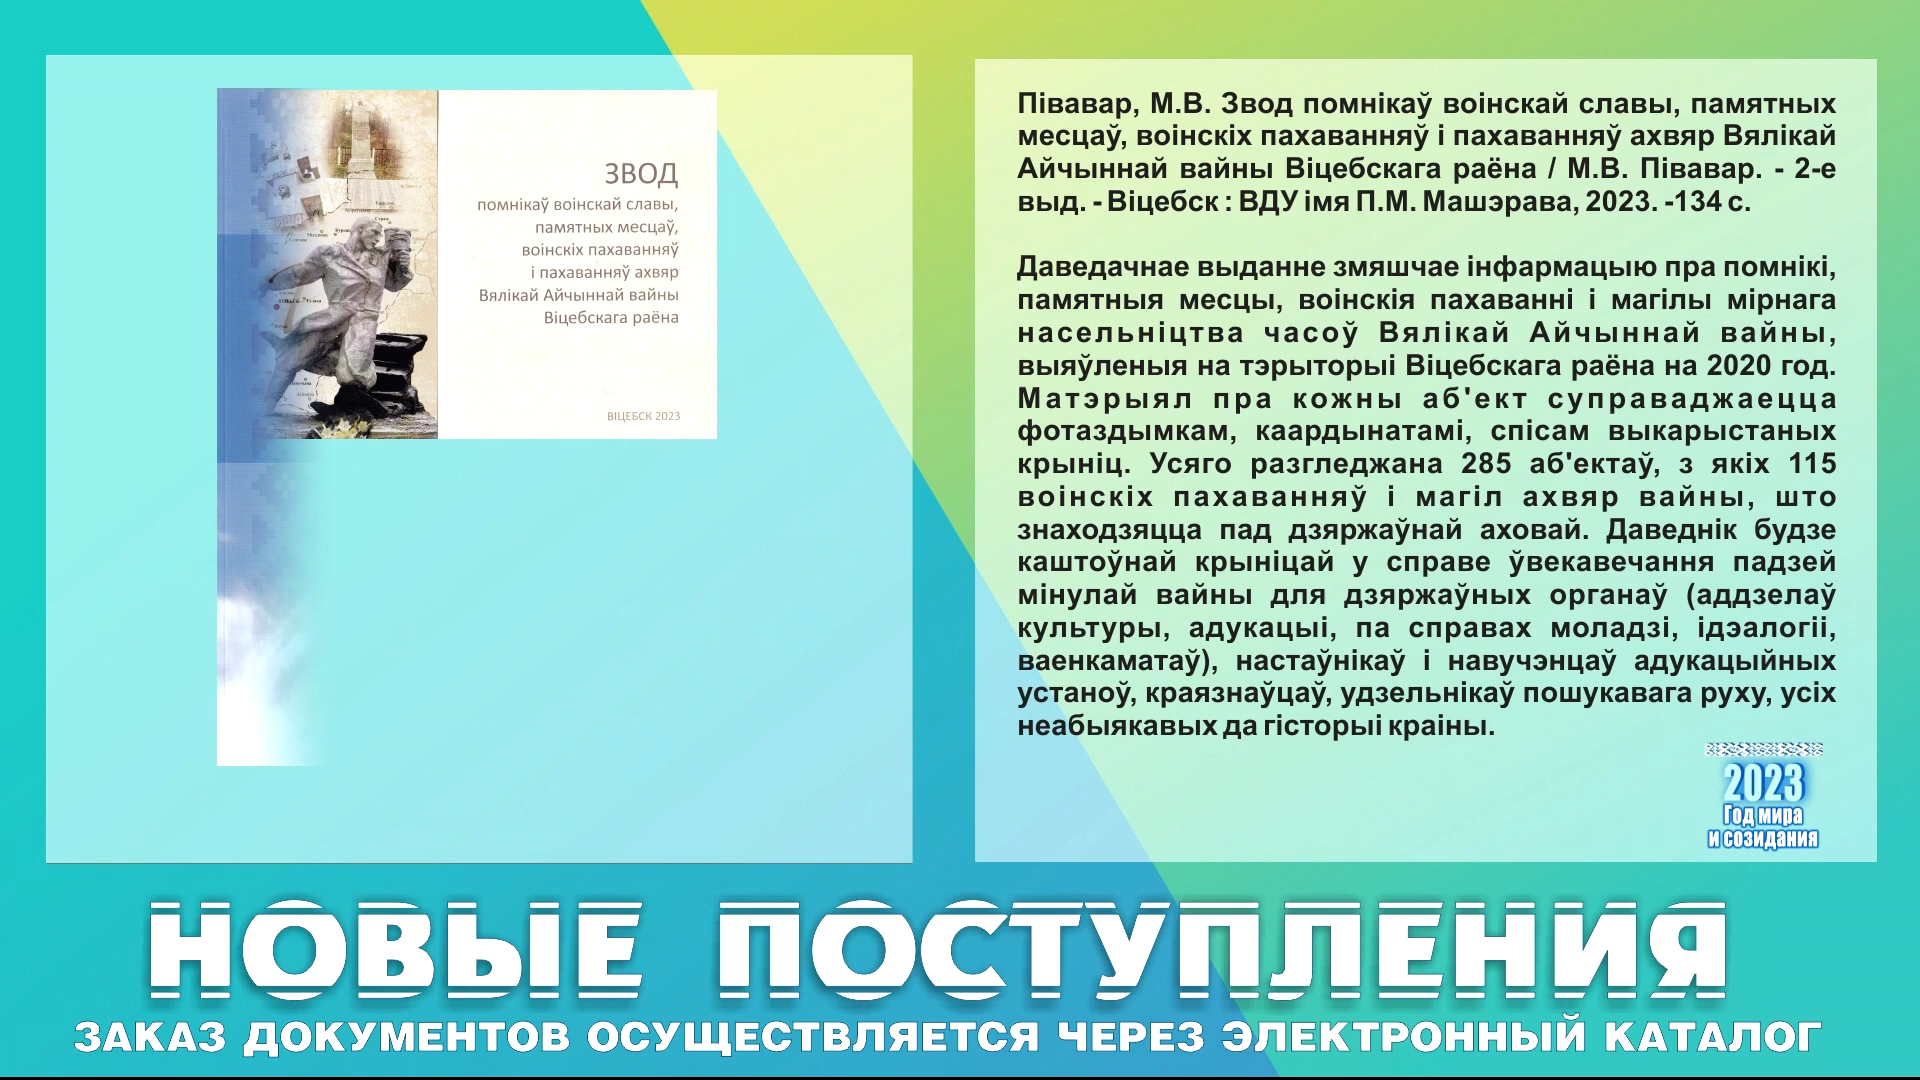 ЗВОД
помнікаў воінскай славы,
памятных месцаў,
воінскіх пахаванняў
і пахаванняў ахвяр
Вялікай Айчыннай вайны
Віцебскага раёна
ВІЦЕБСК 2023
Півавар, М.В. Звод помнікаў воінскай славы, памятных
месцаў, воінскіх пахаванняў і пахаванняў ахвяр Вялікай
Айчыннай вайны Віцебскага раёна / М.В. Півавар. - 2-е
выд. - Віцебск : ВДУ імя П.М. Машэрава, 2023. -134 с.
Даведачнае выданне змяшчае інфармацыю пра помнікі,
памятныя месцы, воінскія пахаванні і магілы мірнага
насельніцтва часоў Вялікай Айчыннай вайны,
выяўленыя на тэрыторыі Віцебскага раёна на 2020 год.
Матэрыял пра кожны аб'ект суправаджаецца
фотаздымкам, каардынатамі, спісам выкарыстаных
крыніц. Усяго разгледжана 285 аб'ектаў, з якіх 115
воінскіх пахаванняў і магіл ахвяр вайны, што
знаходзяцца пад дзяржаўнай аховай. Даведнік будзе
каштоўнай крыніцай у справе ўвекавечання падзей
мінулай вайны для дзяржаўных органаў (аддзелаў
культуры, адукацыі, па справах моладзі, ідэалогіі,
ваенкаматаў), настаўнікаў і навучэнцаў адукацыйных
устаноў, краязнаўцаў, удзельнікаў пошукавага руху, усіх
неабыякавых да гісторыі краіны.
2023
Год мира
и созидания
НОВЫЕ ПОСТУПЛЕНИЯ
ЗАКАЗ ДОКУМЕНТОВ ОСУЩЕСТВЛЯЕТСЯ ЧЕРЕЗ ЭЛЕКТРОННЫЙ КАТАЛОГ